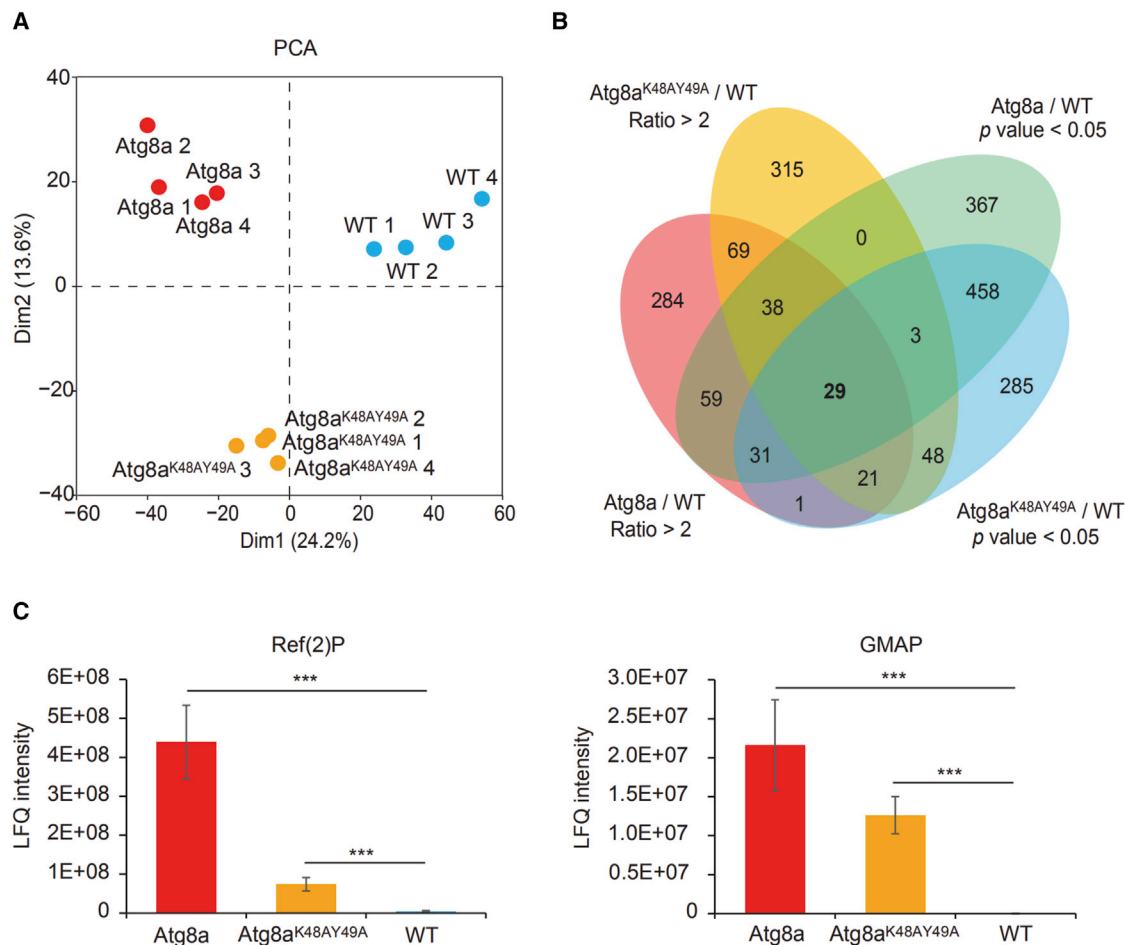 A
PCA
40
20
0
−20
−40
−60
−40
−20
0
20
40
60
Dim2 (13.6%)
Dim1 (24.2%)
Atg8a 2
Atg8a 3
Atg8a 1
Atg8a 4
WT 4
WT 1
WT 3
WT 2
Atg8aK48AY49A 2
Atg8aK48AY49A 1
Atg8aK48AY49A 3
Atg8aK48AY49A 4
B
Atg8aK48AY49A / WT
Ratio > 2
Atg8a / WT
p value < 0.05
315
367
69
0
284
38
458
3
285
59
29
31
48
21
1
Atg8a / WT
Ratio > 2
Atg8aK48AY49A / WT
p value < 0.05
C
Ref(2)P
6E+08
5E+08
4E+08
3E+08
2E+08
1E+08
0
LFQ intensity
***
***
Atg8a
Atg8aK48AY49A
WT
GMAP
3.0E+07
2.5E+07
2.0E+07
1.5E+07
1.0E+07
0.5E+07
0
LFQ intensity
***
***
Atg8a
Atg8aK48AY49A
WT